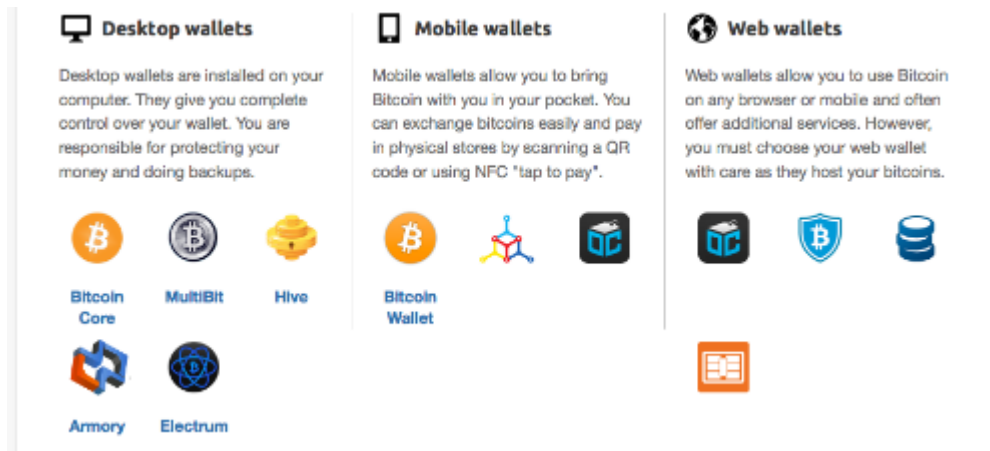 Desktop wallets
Desktop wallets are installed on your
computer. They give you complete
control over your wallet. You are
responsible for protecting your
money and doing backups.
Bitcoin
Core
MultiBit
Hive
Armory
Electrum
Mobile wallets
Mobile wallets allow you to bring
Bitcoin with you in your pocket. You
can exchange bitcoins easily and pay
in physical stores by scanning a QR
code or using NFC "tap to pay".
Bitcoin
Wallet
Web wallets
Web wallets allow you to use Bitcoin
on any browser or mobile and often
offer additional services. However,
you must choose your web wallet
with care as they host your bitcoins.